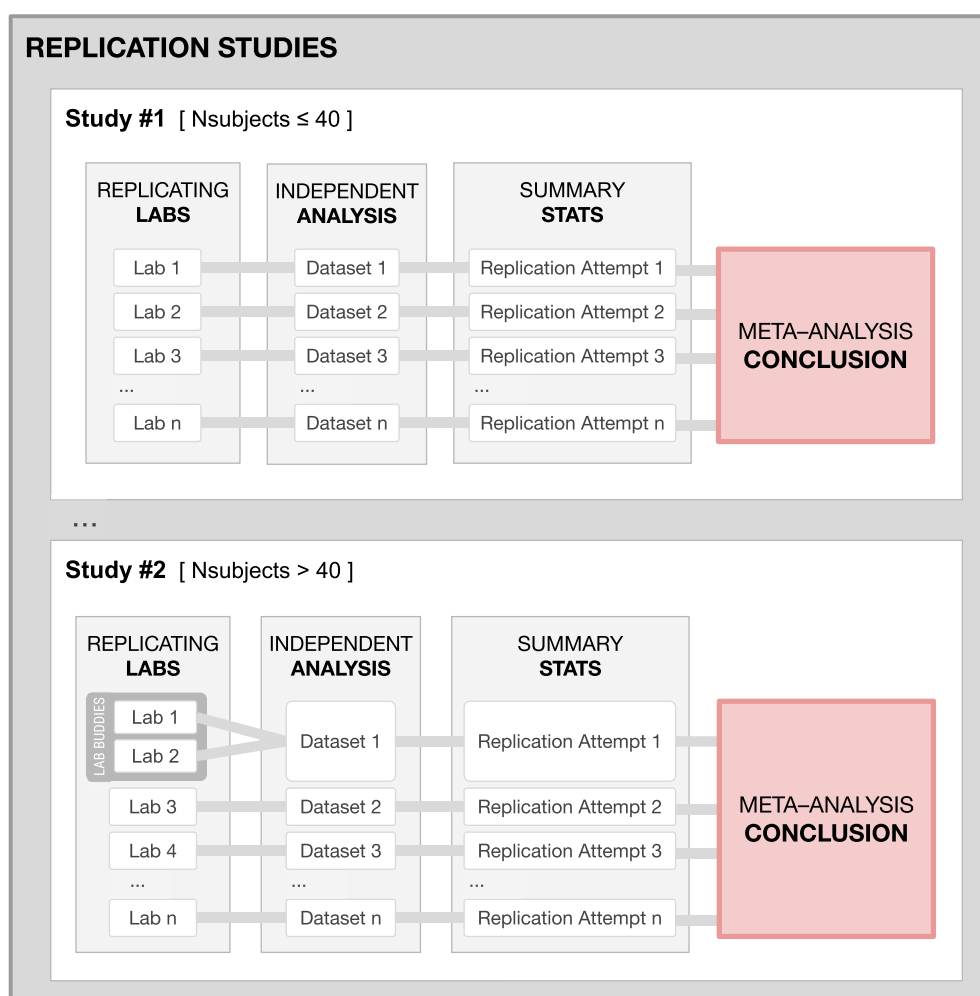 REPLICATION STUDIES
Study #1 [ Nsubjects ≤ 40 ]
REPLICATING
LABS
INDEPENDENT
ANALYSIS
SUMMARY
STATS
Lab 1
Dataset 1
Replication Attempt 1
Lab 2
Dataset 2
Replication Attempt 2
Lab 3
Dataset 3
Replication Attempt 3
...
...
...
Lab n
Dataset n
Replication Attempt n
META–ANALYSIS
CONCLUSION
...
Study #2 [ Nsubjects > 40 ]
REPLICATING
LABS
INDEPENDENT
ANALYSIS
SUMMARY
STATS
LAB BUDDIES
Lab 1
Lab 2
Dataset 1
Replication Attempt 1
Lab 3
Dataset 2
Replication Attempt 2
Lab 4
Dataset 3
Replication Attempt 3
...
...
...
Lab n
Dataset n
Replication Attempt n
META–ANALYSIS
CONCLUSION